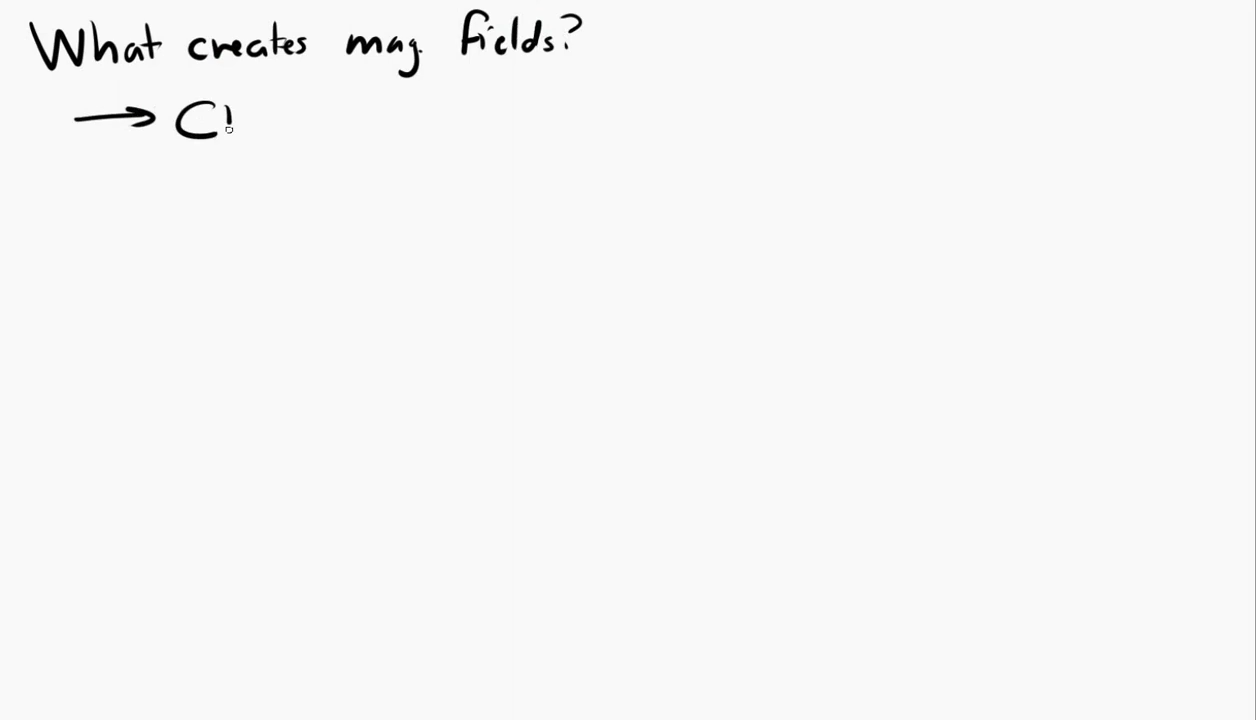 What creates mag. fields?
→ C